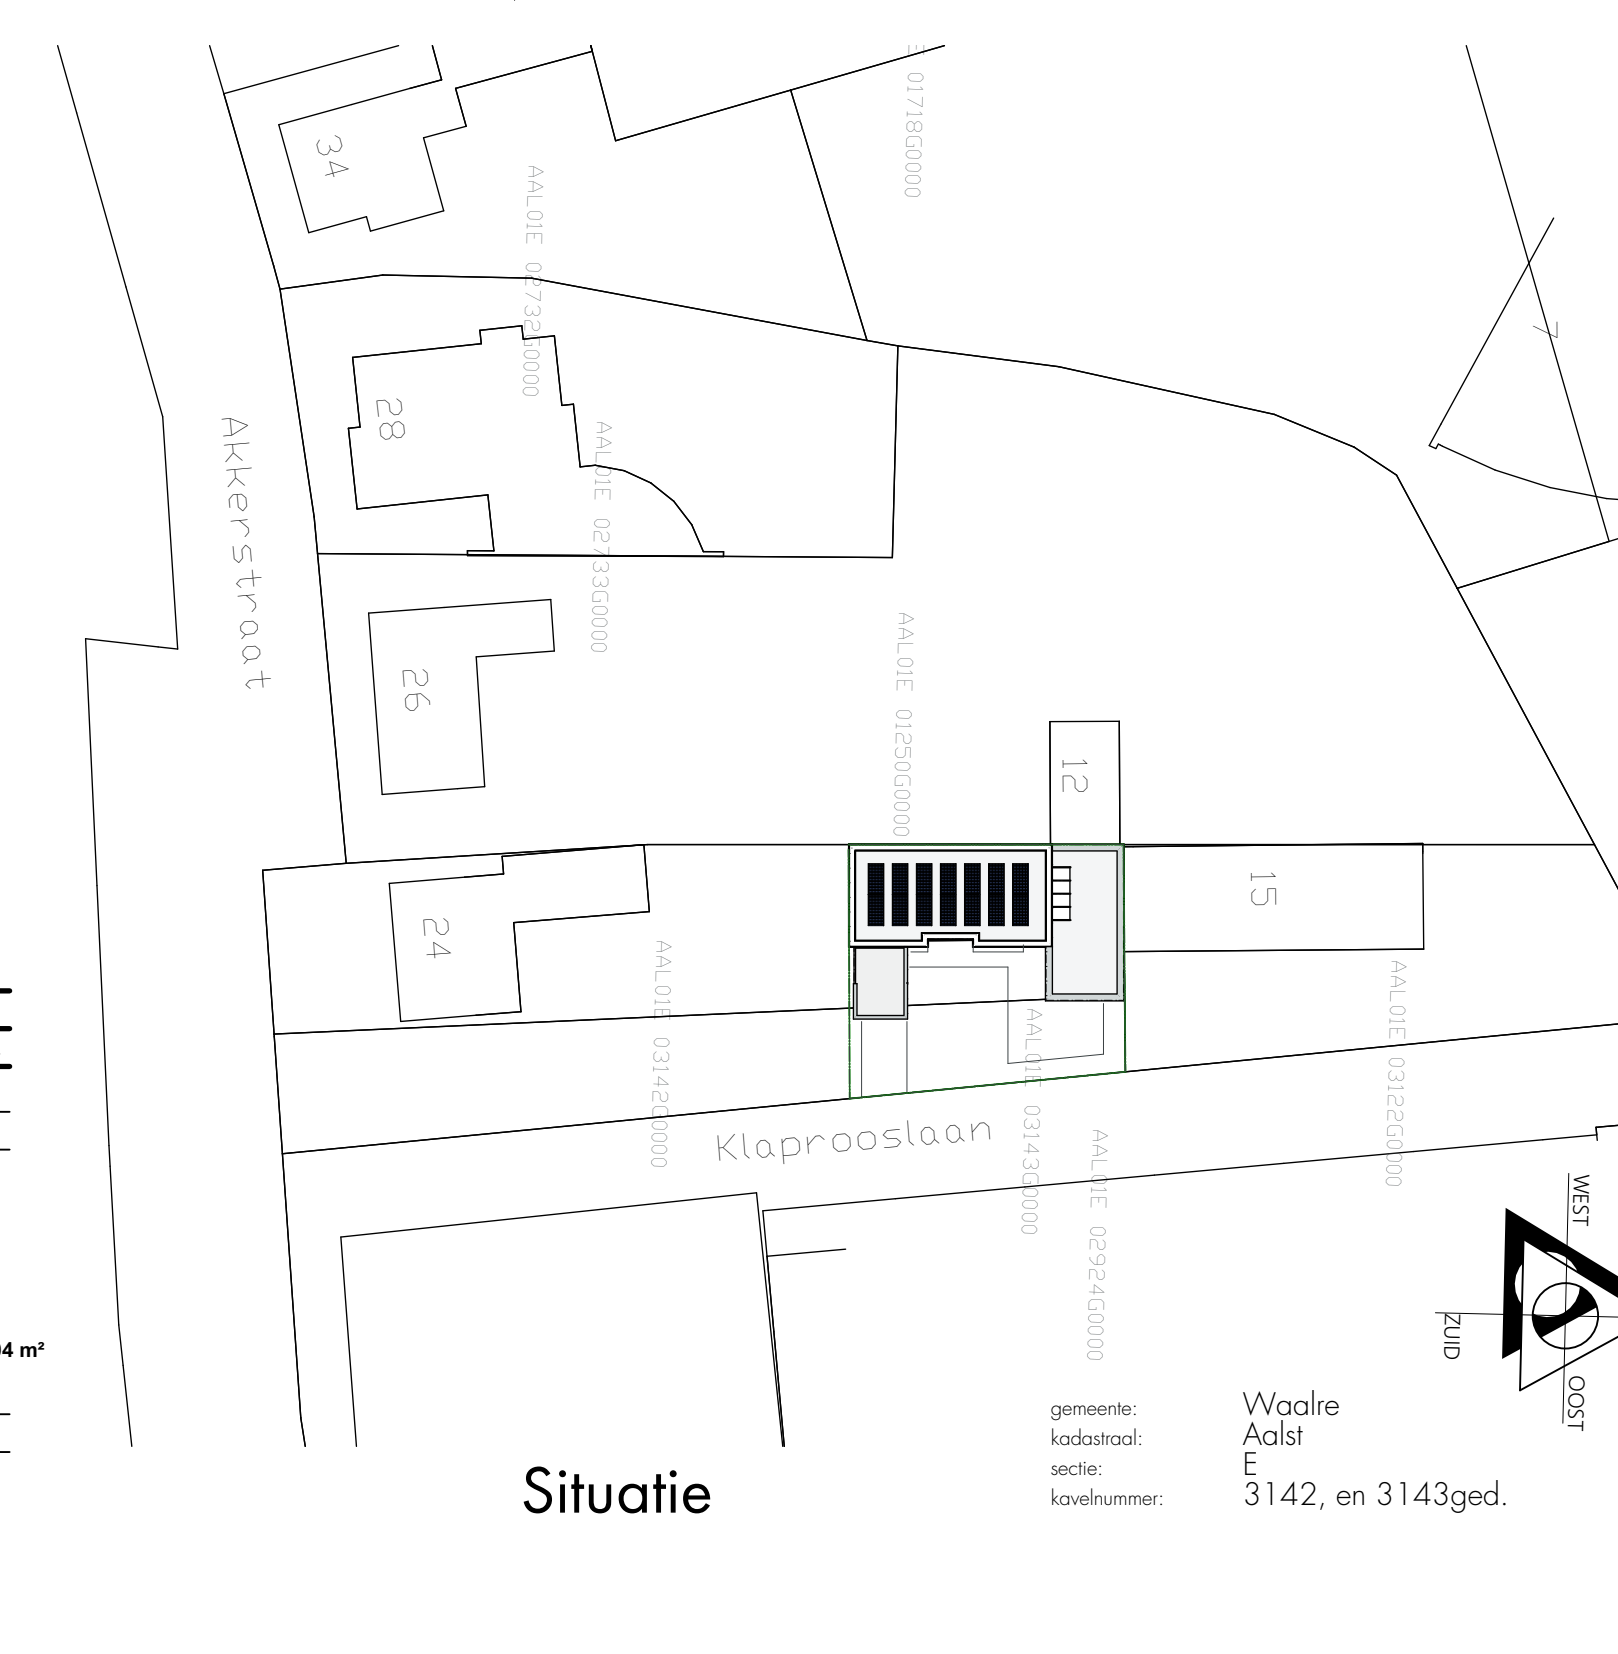 01718G0000
34
AAL01E 02732G0000
7
28
Akkerstraat
AAL01E 02733G0000
26
AAL01E 01250G0000
12
15
24
AAL01E 03142G0000
AAL01E 03143G0000
AAL01E 03122G0000
Klaprooslaan
AAL01E 02924G0000
WEST
ZUID
OOST
4 m²
gemeente: Waalre
kadastraal: Aalst
sectie: E
kavelnummer: 3142, en 3143ged.
Situatie